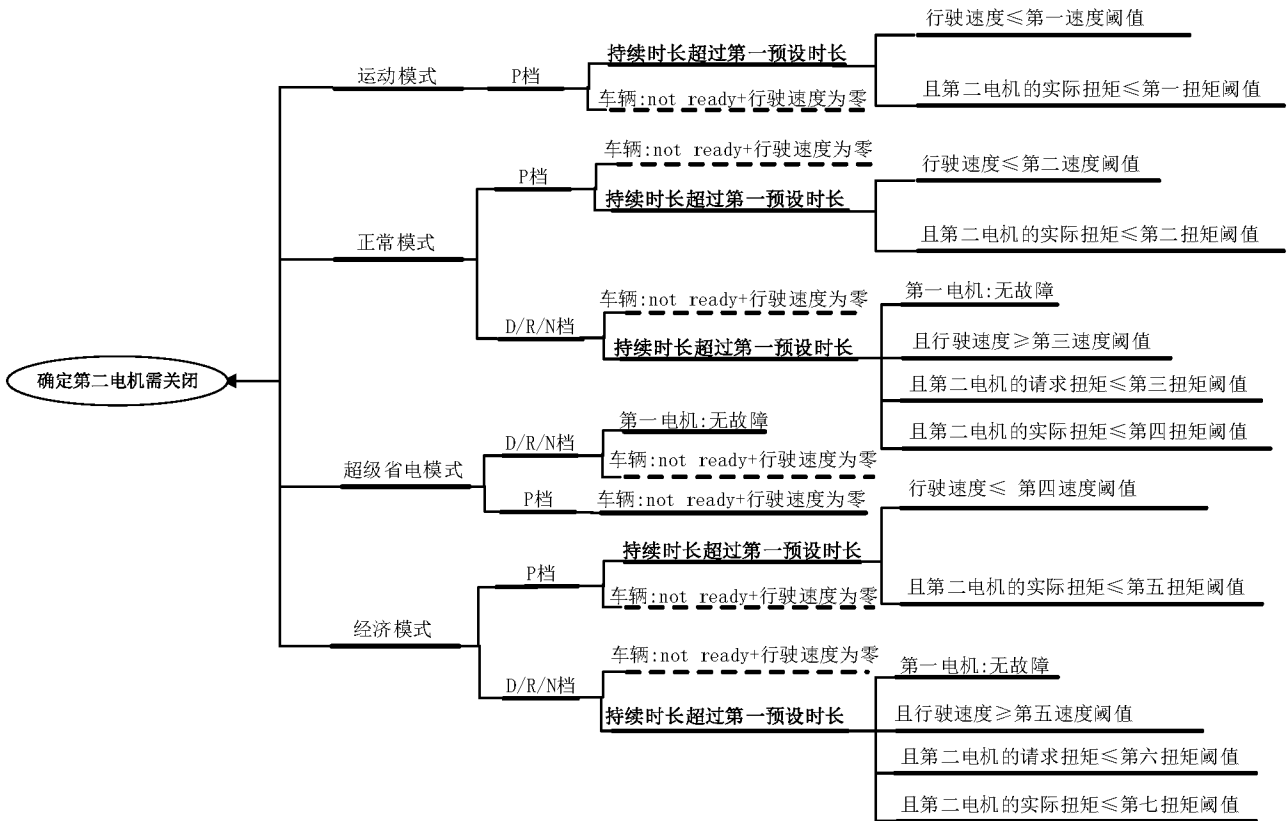 行驶速度≤第一速度阈值
持续时长超过第一预设时长
运动模式
P档
车辆:not ready+行驶速度为零
且第二电机的实际扭矩≤第一扭矩阈值
车辆:not ready+行驶速度为零
行驶速度≤第二速度阈值
P档
持续时长超过第一预设时长
正常模式
且第二电机的实际扭矩≤第二扭矩阈值
车辆:not ready+行驶速度为零
第一电机:无故障
D/R/N档
持续时长超过第一预设时长
且行驶速度≥第三速度阈值
确定第二电机需关闭
且第二电机的请求扭矩≤第三扭矩阈值
第一电机:无故障
且第二电机的实际扭矩≤第四扭矩阈值
D/R/N档
超级省电模式
车辆:not ready+行驶速度为零
P档
车辆:not ready+行驶速度为零
行驶速度≤ 第四速度阈值
持续时长超过第一预设时长
P档
车辆:not ready+行驶速度为零
且第二电机的实际扭矩≤第五扭矩阈值
经济模式
车辆:not ready+行驶速度为零
第一电机:无故障
D/R/N档
持续时长超过第一预设时长
且行驶速度≥第五速度阈值
且第二电机的请求扭矩≤第六扭矩阈值
且第二电机的实际扭矩≤第七扭矩阈值